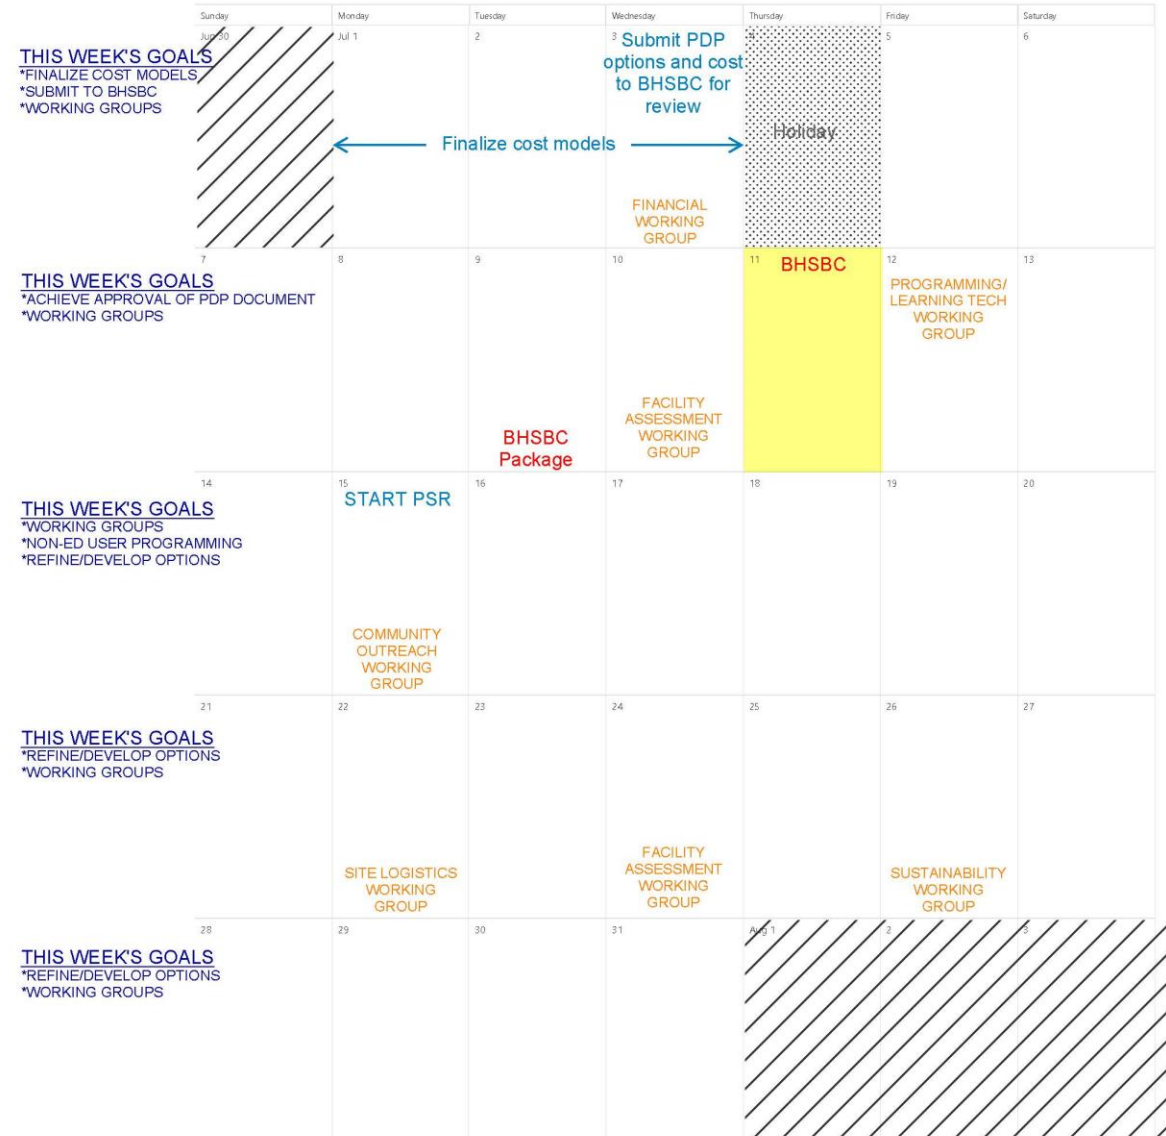 Sunday
Monday
Tuesday
Wednesday
Thursday
Friday
Saturday
Jun 30
Jul 1
2
3
4
5
6
THIS WEEK'S GOALS
*FINALIZE COST MODELS
*SUBMIT TO BHSBC
*WORKING GROUPS
Submit PDP
options and cost
to BHSBC for
review
Holiday
Finalize cost models
FINANCIAL
WORKING
GROUP
7
8
9
10
11
12
13
THIS WEEK'S GOALS
*ACHIEVE APPROVAL OF PDP DOCUMENT
*WORKING GROUPS
BHSBC
Package
FACILITY
ASSESSMENT
WORKING
GROUP
BHSBC
PROGRAMMING/
LEARNING TECH
WORKING
GROUP
14
15
16
17
18
19
20
THIS WEEK'S GOALS
*WORKING GROUPS
*NON-ED USER PROGRAMMING
*REFINE/DEVELOP OPTIONS
START PSR
COMMUNITY
OUTREACH
WORKING
GROUP
21
22
23
24
25
26
27
THIS WEEK'S GOALS
*REFINE/DEVELOP OPTIONS
*WORKING GROUPS
SITE LOGISTICS
WORKING
GROUP
FACILITY
ASSESSMENT
WORKING
GROUP
SUSTAINABILITY
WORKING
GROUP
28
29
30
31
Aug 1
2
3
THIS WEEK'S GOALS
*REFINE/DEVELOP OPTIONS
*WORKING GROUPS